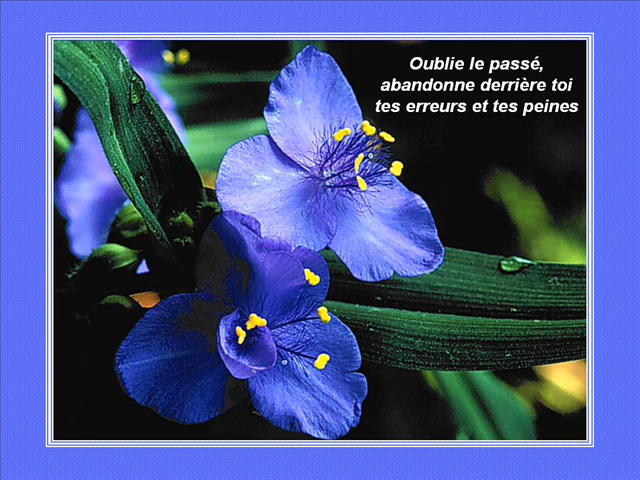 Oublie le passé,
abandonne derrière toi
tes erreurs et tes peines